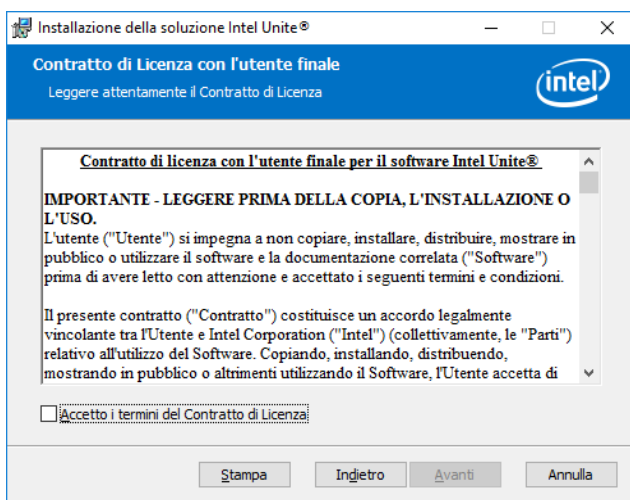 Installazione della soluzione Intel Unite®
Contratto di Licenza con l'utente finale
Leggere attentamente il Contratto di Licenza
intel
Contratto di licenza con l'utente finale per il software Intel Unite®
IMPORTANTE - LEGGERE PRIMA DELLA COPIA, L'INSTALLAZIONE O
L'USO.
L'utente ("Utente") si impegna a non copiare, installare, distribuire, mostrare in
pubblico o utilizzare il software e la documentazione correlata ("Software")
prima di avere letto con attenzione e accettato i seguenti termini e condizioni.
Il presente contratto ("Contratto") costituisce un accordo legalmente
vincolante tra l'Utente e Intel Corporation ("Intel") (collettivamente, le "Parti")
relativo all'utilizzo del Software. Copiando, installando, distribuendo,
mostrando in pubblico o altrimenti utilizzando il Software, l'Utente accetta di
Accetto i termini del Contratto di Licenza
Stampa Indietro Avanti Annulla